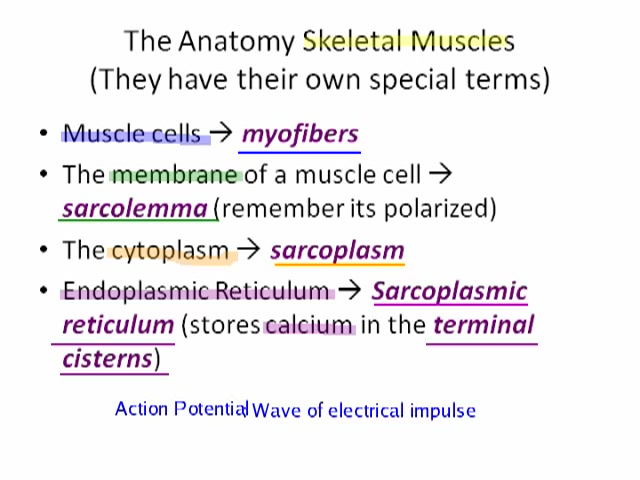 The Anatomy Skeletal Muscles
(They have their own special terms)
• Muscle cells → myofibers
• The membrane of a muscle cell →
sarcolemma (remember its polarized)
• The cytoplasm → sarcoplasm
• Endoplasmic Reticulum → Sarcoplasmic
reticulum (stores calcium in the terminal
cisterns)
Action Potential, Wave of electrical impulse